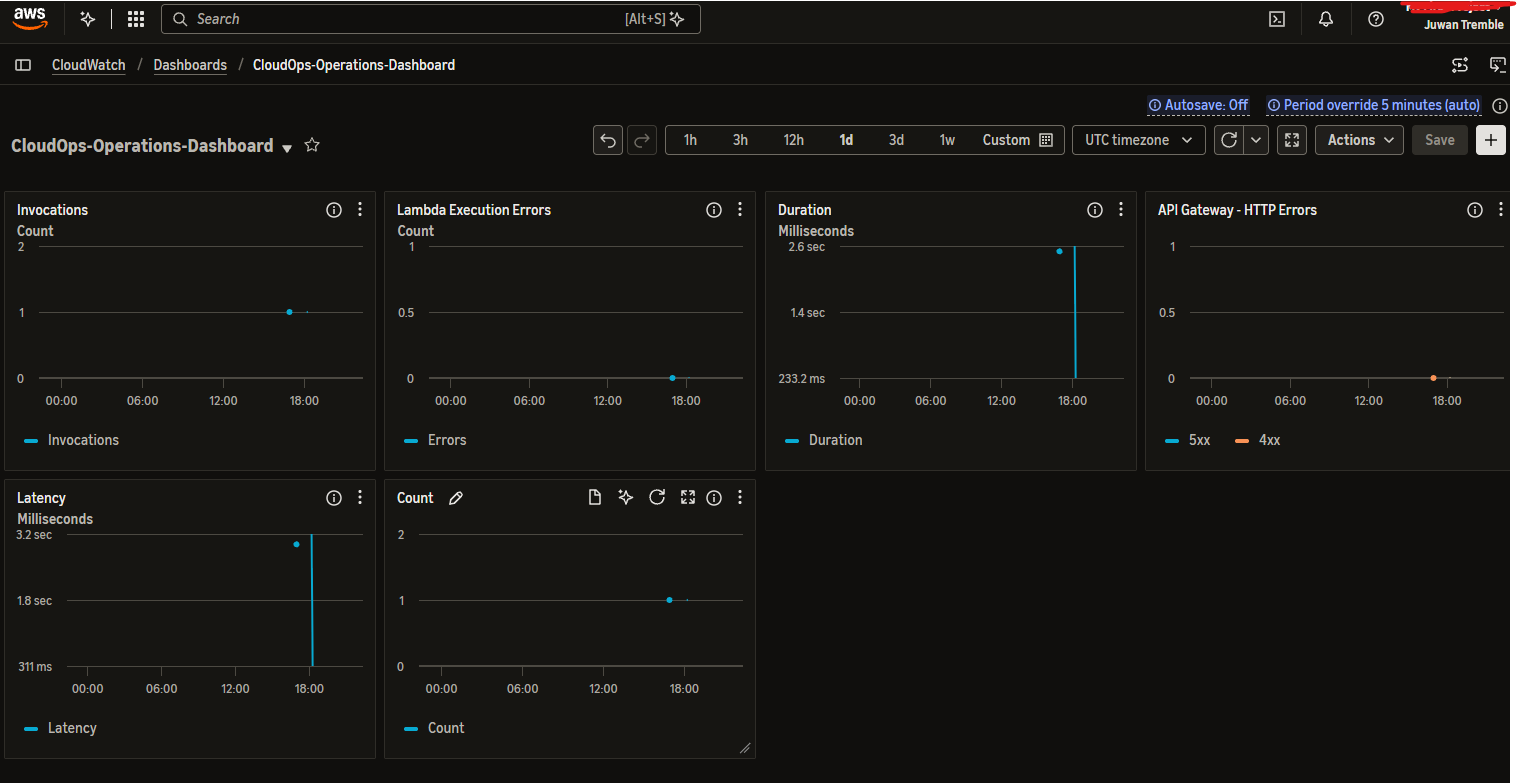 aws
Search [Alt+S]
Juwan Tremble
CloudWatch / Dashboards / CloudOps-Operations-Dashboard
Autosave: Off Period override 5 minutes (auto)
CloudOps-Operations-Dashboard
1h 3h 12h 1d 3d 1w Custom UTC timezone Actions Save
Invocations
Count
2
1
0
00:00 06:00 12:00 18:00
Invocations
Lambda Execution Errors
Count
1
0.5
0
00:00 06:00 12:00 18:00
Errors
Duration
Milliseconds
2.6 sec
1.4 sec
233.2 ms
00:00 06:00 12:00 18:00
Duration
API Gateway - HTTP Errors
1
0.5
0
00:00 06:00 12:00 18:00
5xx 4xx
Latency
Milliseconds
3.2 sec
1.8 sec
311 ms
00:00 06:00 12:00 18:00
Latency
Count
2
1
0
00:00 06:00 12:00 18:00
Count